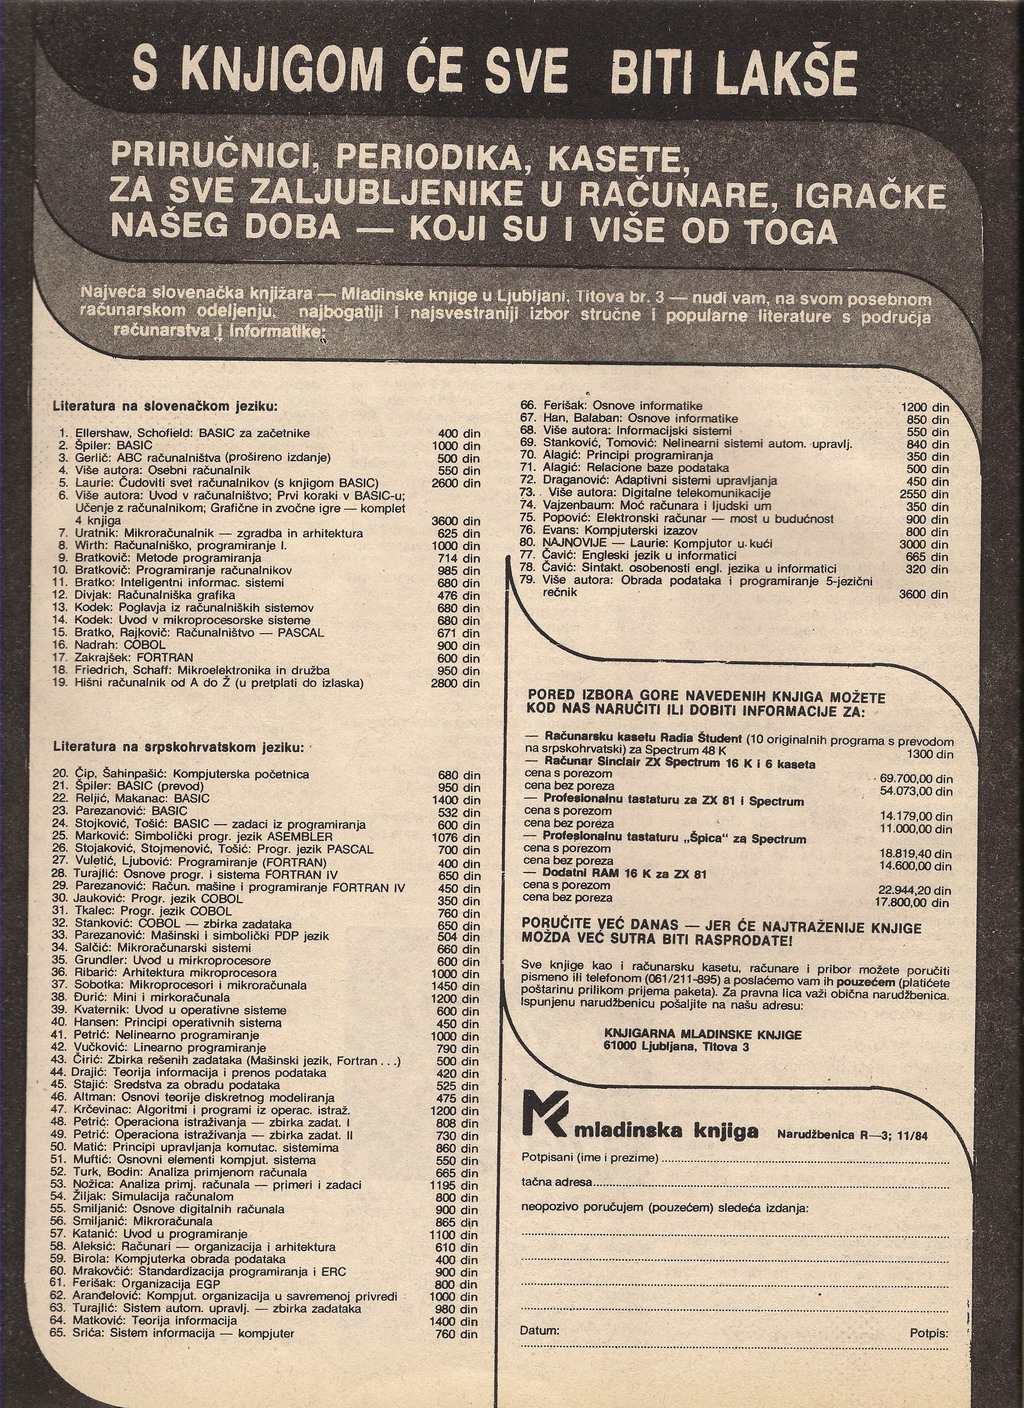 S KNJIGOM ĆE SVE BITI LAKŠE
PRIRUČNICI, PERIODIKA, KASETE,
ZA SVE ZALJUBLJENIKE U RAČUNARE, IGRAČKE
NAŠEG DOBA — KOJI SU I VIŠE OD TOGA
Najveća slovenačka knjižara — Mladinske knjige u Ljubljani, Titova br. 3 — nudi vam, na svom posebnom
računarskom odeljenju, najbogatiji i najsvestraniji izbor stručne i popularne literature s područja
računarstva i informatike:
Literatura na slovenačkom jeziku:
1. Ellershaw, Schofield: BASIC za začetnike 400 din
2. Špiler: BASIC 1000 din
3. Gerlič: ABC računalništva (prošireno izdanje) 500 din
4. Više autora: Osebni računalnik 550 din
5. Laurie: Čudoviti svet računalnikov (s knjigom BASIC) 2600 din
6. Više autora: Uvod v računalništvo; Prvi koraki v BASIC-u;
Učenje z računalnikom; Grafične in zvočne igre — komplet
4 knjiga 3600 din
7. Uratnik: Mikroračunalnik — zgradba in arhitektura 625 din
8. Wirth: Računalniško, programiranje I. 1000 din
9. Bratkovič: Metode programiranja 714 din
10. Bratkovič: Programiranje računalnikov 985 din
11. Bratko: Inteligentni informac. sistemi 680 din
12. Divjak: Računalniška grafika 476 din
13. Kodek: Poglavja iz računalniških sistemov 680 din
14. Kodek: Uvod v mikroprocesorske sisteme 680 din
15. Bratko, Rajkovič: Računalništvo — PASCAL 671 din
16. Nadrah: COBOL 900 din
17. Zakrajšek: FORTRAN 600 din
18. Friedrich, Schaff: Mikroelektronika in družba 950 din
19. Hišni računalnik od A do Ž (u pretplati do izlaska) 2800 din
Literatura na srpskohrvatskom jeziku:
20. Čip, Šahinpašić: Kompjuterska početnica 680 din
21. Špiler: BASIC (prevod) 950 din
22. Reljić, Makanac: BASIC 1400 din
23. Parezanović: BASIC 532 din
24. Stojković, Tošić: BASIC — zadaci iz programiranja 600 din
25. Marković: Simbolički progr. jezik ASEMBLER 1076 din
26. Stojaković, Stojmenović, Tošić: Progr. jezik PASCAL 700 din
27. Vuletić, Ljubović: Programiranje (FORTRAN) 400 din
28. Turajlić: Osnove progr. i sistema FORTRAN IV 650 din
29. Parezanović: Račun. mašine i programiranje FORTRAN IV 450 din
30. Jauković: Progr. jezik COBOL 350 din
31. Tkalec: Progr. jezik COBOL 760 din
32. Stanković: COBOL — zbirka zadataka 650 din
33. Parezanović: Mašinski i simbolički PDP jezik 504 din
34. Salčić: Mikroračunarski sistemi 660 din
35. Grundler: Uvod u mirkroprocesore 600 din
36. Ribarić: Arhitektura mikroprocesora 1000 din
37. Sobotka: Mikroprocesori i mikroračunala 1450 din
38. Đurić: Mini i mirkoračunala 1200 din
39. Kvaternik: Uvod u operativne sisteme 600 din
40. Hansen: Principi operativnih sistema 450 din
41. Petrić: Nelinearno programiranje 1000 din
42. Vučković: Linearno programiranje 790 din
43. Ćirić: Zbirka rešenih zadataka (Mašinski jezik, Fortran . . .) 500 din
44. Drajić: Teorija informacija i prenos podataka 420 din
45. Stajić: Sredstva za obradu podataka 525 din
46. Altman: Osnovi teorije diskretnog modeliranja 475 din
47. Krčevinac: Algoritmi i programi iz operac. istraž. 1200 din
48. Petrić: Operaciona istraživanja — zbirka zadat. I 808 din
49. Petrić: Operaciona istraživanja — zbirka zadat. II 730 din
50. Matić: Principi upravljanja komutac. sistemima 860 din
51. Muftić: Osnovni elementi kompjut. sistema 550 din
52. Turk, Bodin: Analiza primjenom računala 665 din
53. Nožica: Analiza primj. računala — primeri i zadaci 1195 din
54. Žiljak: Simulacija računalom 800 din
55. Smiljanić: Osnove digitalnih računala 900 din
56. Smiljanić: Mikroračunala 865 din
57. Katanić: Uvod u programiranje 1100 din
58. Aleksić: Računari — organizacija i arhitektura 610 din
59. Birola: Kompjuterka obrada podataka 400 din
60. Mrakovčić: Standardizacija programiranja i ERC 900 din
61. Ferišak: Organizacija EGP 800 din
62. Aranđelović: Kompjut. organizacija u savremenoj privredi 1000 din
63. Turajlić: Sistem autom. upravlj. — zbirka zadataka 980 din
64. Matković: Teorija informacija 1400 din
65. Srića: Sistem informacija — kompjuter 760 din
66. Ferišak: Osnove informatike 1200 din
67. Han, Balaban: Osnove informatike 850 din
68. Više autora: Informacijski sistemi 550 din
69. Stanković, Tomović: Nelinearni sistemi autom. upravlj. 840 din
70. Alagić: Principi programiranja 350 din
71. Alagić: Relacione baze podataka 500 din
72. Draganović: Adaptivni sistemi upravljanja 450 din
73. Više autora: Digitalne telekomunikacije 2550 din
74. Vajzenbaum: Moć računara i ljudski um 350 din
75. Popović: Elektronski računar — most u budućnost 900 din
76. Evans: Kompjuterski izazov 800 din
80. NAJNOVIJE — Laurie: Kompjutor u kući 3000 din
77. Čavić: Engleski jezik u informatici 665 din
78. Čavić: Sintakt. osobenosti engl. jezika u informatici 320 din
79. Više autora: Obrada podataka i programiranje 5-jezični
rečnik 3600 din
PORED IZBORA GORE NAVEDENIH KNJIGA MOŽETE
KOD NAS NARUČITI ILI DOBITI INFORMACIJE ZA:
— Računarsku kasetu Radia Študent (10 originalnih programa s prevodom
na srpskohrvatski) za Spectrum 48 K 1300 din
— Računar Sinclair ZX Spectrum 16 K i 6 kaseta
cena s porezom 69.700,00 din
cena bez poreza 54.073,00 din
— Profesionalnu tastaturu za ZX 81 i Spectrum
cena s porezom 14.179,00 din
cena bez poreza 11.000,00 din
— Profesionalnu tastaturu „Špica“ za Spectrum
cena s porezom 18.819,40 din
cena bez poreza 14.600,00 din
— Dodatni RAM 16 K za ZX 81
cena s porezom 22.944,20 din
cena bez poreza 17.800,00 din
PORUČITE VEĆ DANAS — JER ĆE NAJTRAŽENIJE KNJIGE
MOŽDA VEĆ SUTRA BITI RASPRODATE!
Sve knjige kao i računarsku kasetu, računare i pribor možete poručiti
pismeno ili telefonom (061/211-895) a poslaćemo vam ih pouzećem (platićete
poštarinu prilikom prijema paketa). Za pravna lica važi obična narudžbenica.
Ispunjenu narudžbenicu pošaljite na našu adresu:
KNJIGARNA MLADINSKE KNJIGE
61000 Ljubljana, Titova 3
mladinska knjiga Narudžbenica R—3; 11/84
Potpisani (ime i prezime)
tačna adresa
neopozivo poručujem (pouzećem) sledeća izdanja:
Datum: Potpis: